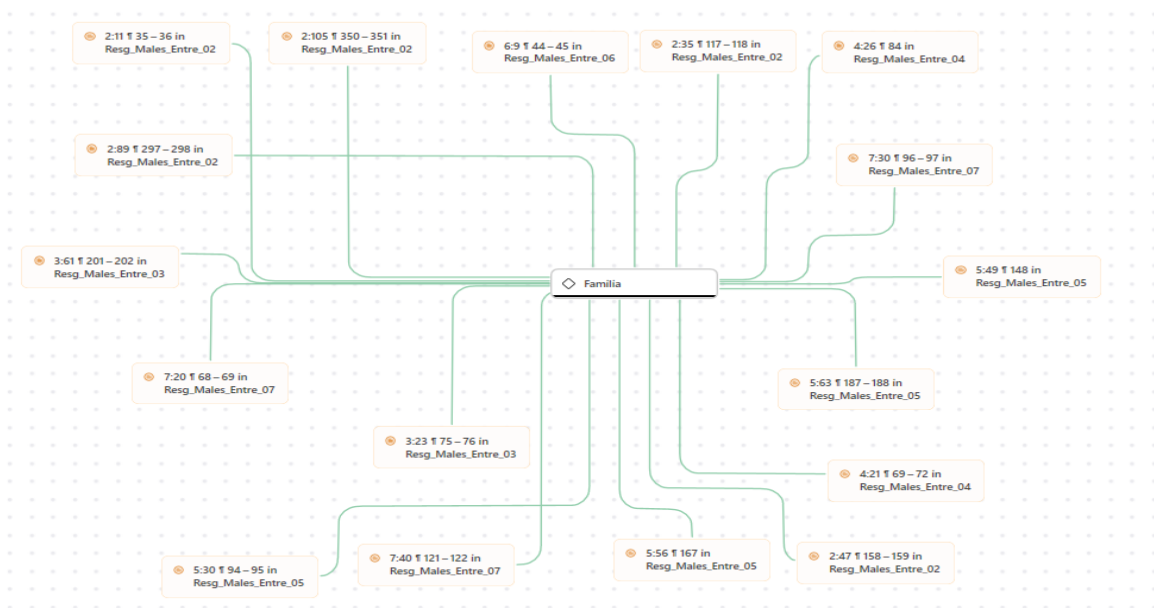 2:11 ¶ 35 – 36 in
Resg_Males_Entre_02
2:105 ¶ 350 – 351 in
Resg_Males_Entre_02
6:9 ¶ 44 – 45 in
Resg_Males_Entre_06
2:35 ¶ 117 – 118 in
Resg_Males_Entre_02
4:26 ¶ 84 in
Resg_Males_Entre_04
2:89 ¶ 297 – 298 in
Resg_Males_Entre_02
7:30 ¶ 96 – 97 in
Resg_Males_Entre_07
3:61 ¶ 201 – 202 in
Resg_Males_Entre_03
Família
5:49 ¶ 148 in
Resg_Males_Entre_05
7:20 ¶ 68 – 69 in
Resg_Males_Entre_07
5:63 ¶ 187 – 188 in
Resg_Males_Entre_05
3:23 ¶ 75 – 76 in
Resg_Males_Entre_03
4:21 ¶ 69 – 72 in
Resg_Males_Entre_04
5:30 ¶ 94 – 95 in
Resg_Males_Entre_05
7:40 ¶ 121 – 122 in
Resg_Males_Entre_07
5:56 ¶ 167 in
Resg_Males_Entre_05
2:47 ¶ 158 – 159 in
Resg_Males_Entre_02